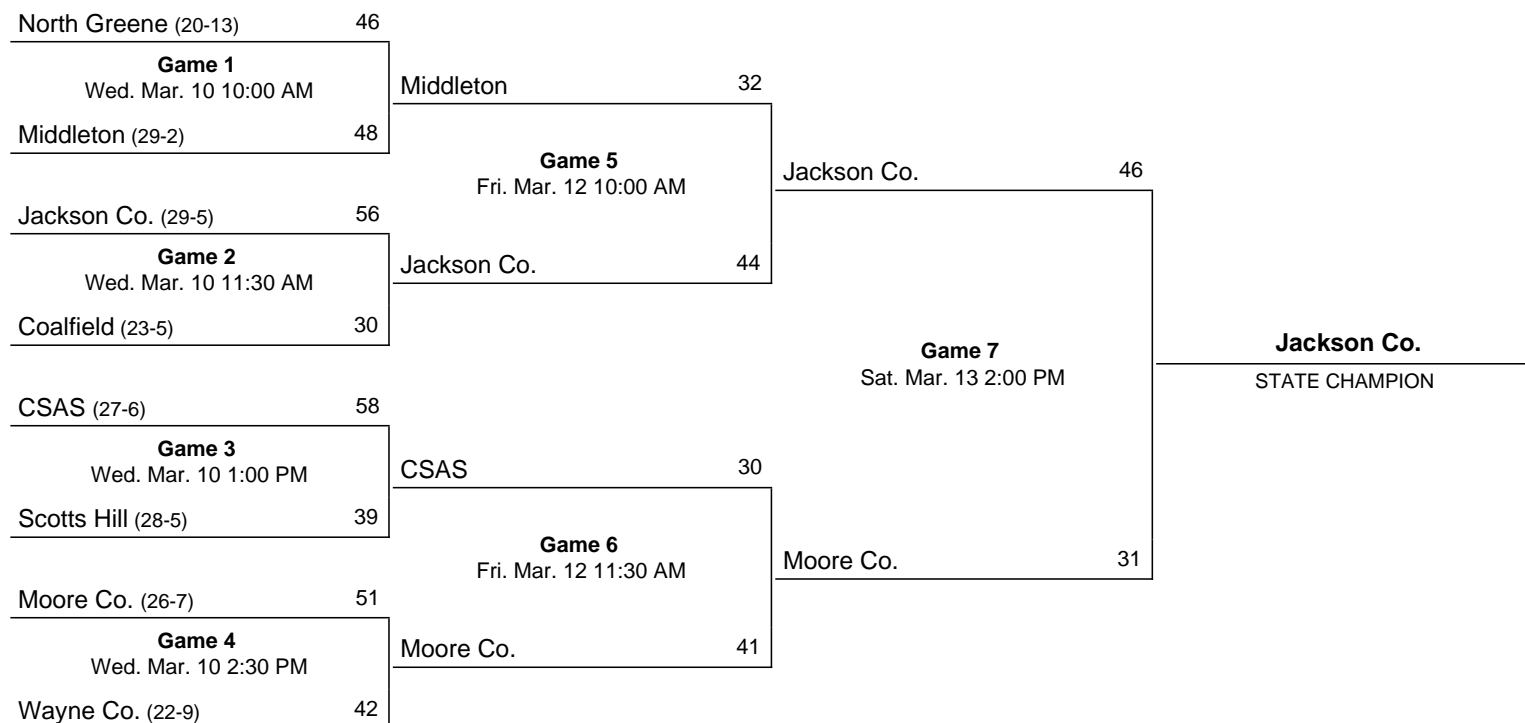 North Greene (20-13) 46
Game 1
Wed. Mar. 10 10:00 AM
Middleton (29-2) 48
Jackson Co. (29-5) 56
Game 2
Wed. Mar. 10 11:30 AM
Coalfield (23-5) 30
CSAS (27-6) 58
Game 3
Wed. Mar. 10 1:00 PM
Scotts Hill (28-5) 39
Moore Co. (26-7) 51
Game 4
Wed. Mar. 10 2:30 PM
Wayne Co. (22-9) 42
Middleton 32
Game 5
Fri. Mar. 12 10:00 AM
Jackson Co. 44
CSAS 30
Game 6
Fri. Mar. 12 11:30 AM
Moore Co. 41
Jackson Co. 46
Game 7
Sat. Mar. 13 2:00 PM
Moore Co. 31
Jackson Co.
STATE CHAMPION